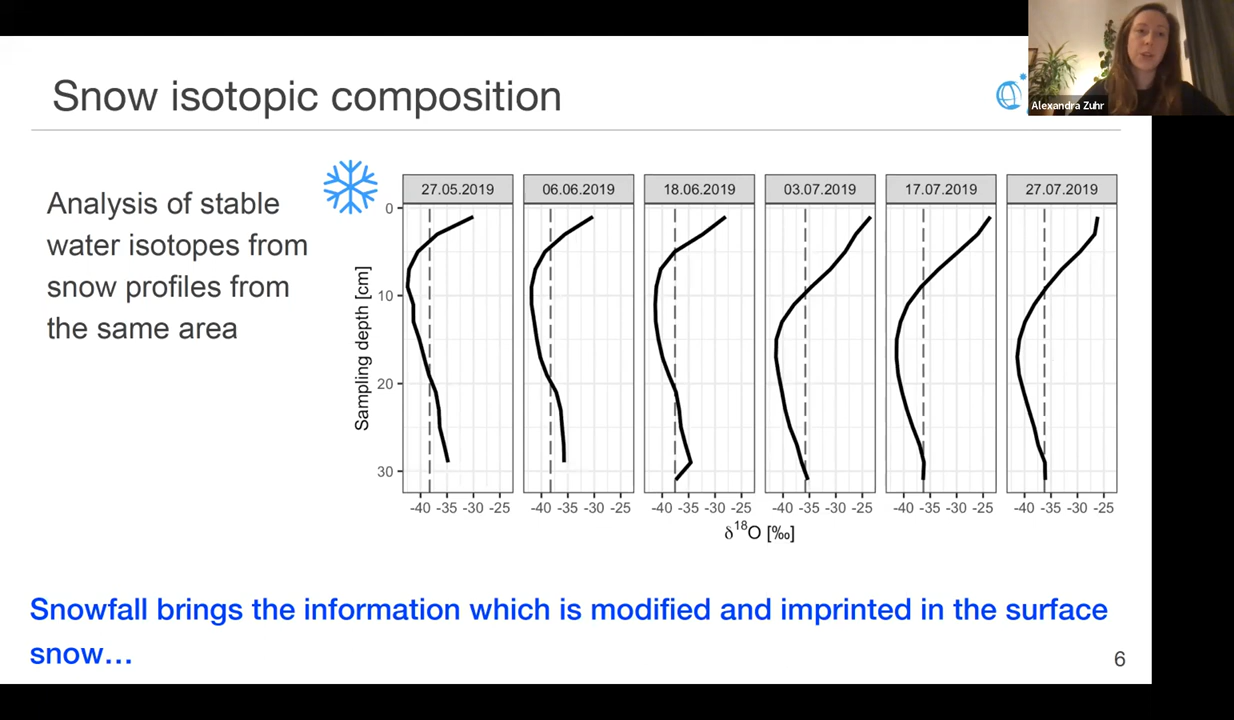 Snow isotopic composition
Alexandra Zuhr
Analysis of stable
water isotopes from
snow profiles from
the same area
27.05.2019 06.06.2019 18.06.2019 03.07.2019 17.07.2019 27.07.2019
0
10
20
30
Sampling depth [cm]
-40 -35 -30 -25 -40 -35 -30 -25 -40 -35 -30 -25 -40 -35 -30 -25 -40 -35 -30 -25 -40 -35 -30 -25
δ¹⁸O [‰]
Snowfall brings the information which is modified and imprinted in the surface
snow…
6